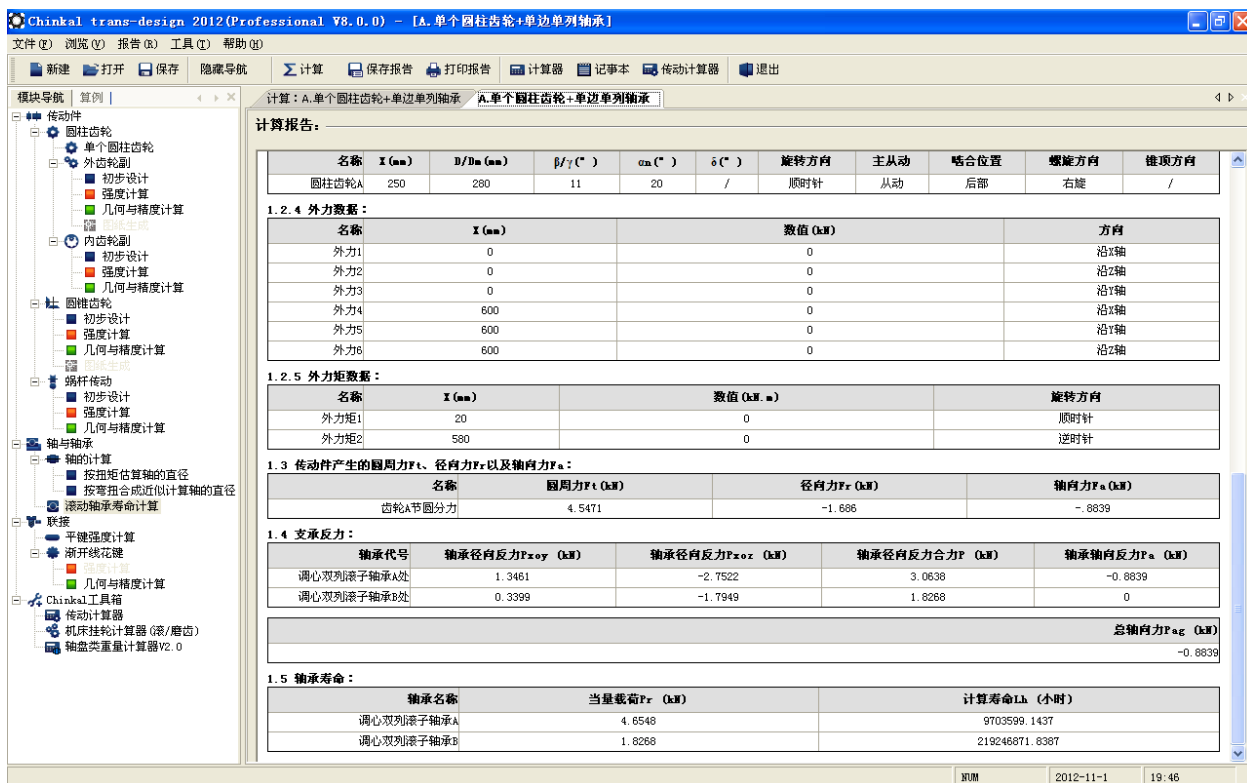 Chinkal trans-design 2012(Professional V8.0.0) - [A.单个圆柱齿轮+单边单列轴承]
文件(F) 浏览(V) 报告(R) 工具(T) 帮助(H)
新建 打开 保存 隐藏导航 计算 保存报告 打印报告 计算器 记事本 传动计算器 退出
模块导航 算例
传动件
圆柱齿轮
单个圆柱齿轮
外齿轮副
初步设计
强度计算
几何与精度计算
图纸生成
内齿轮副
初步设计
强度计算
几何与精度计算
圆锥齿轮
初步设计
强度计算
几何与精度计算
图纸生成
蜗杆传动
初步设计
强度计算
几何与精度计算
轴与轴承
轴的计算
按扭矩估算轴的直径
按弯扭合成近似计算轴的直径
滚动轴承寿命计算
联接
平键强度计算
渐开线花键
强度计算
几何与精度计算
Chinkal工具箱
传动计算器
机床挂轮计算器(滚/磨齿)
轴盘类重量计算器V2.0
计算:A.单个圆柱齿轮+单边单列轴承 A.单个圆柱齿轮+单边单列轴承
计算报告:
名称 X(mm) D/Dm(mm) β/γ(°) αn(°) δ(°) 旋转方向 主从动 啮合位置 螺旋方向 锥顶方向
圆柱齿轮A 250 280 11 20 / 顺时针 从动 后部 右旋 /
1.2.4 外力数据:
名称 X(mm) 数值(kN) 方向
外力1 0 0 沿X轴
外力2 0 0 沿Z轴
外力3 0 0 沿Y轴
外力4 600 0 沿X轴
外力5 600 0 沿Y轴
外力6 600 0 沿Z轴
1.2.5 外力矩数据:
名称 X(mm) 数值(kN.m) 旋转方向
外力矩1 20 0 顺时针
外力矩2 580 0 逆时针
1.3 传动件产生的圆周力Ft、径向力Fr以及轴向力Fa:
名称 圆周力Ft(kN) 径向力Fr(kN) 轴向力Fa(kN)
齿轮A节圆分力 4.5471 -1.686 -.8839
1.4 支承反力:
轴承代号 轴承径向反力Pxoy (kN) 轴承径向反力Pxoz (kN) 轴承径向反力合力P (kN) 轴承轴向反力Pa (kN)
调心双列滚子轴承A处 1.3461 -2.7522 3.0638 -0.8839
调心双列滚子轴承B处 0.3399 -1.7949 1.8268 0
总轴向力Pag (kN)
-0.8839
1.5 轴承寿命:
轴承名称 当量载荷Pr (kN) 计算寿命Lh (小时)
调心双列滚子轴承A 4.6548 9703599.1437
调心双列滚子轴承B 1.8268 219246871.8387
NUM 2012-11-1 19:46